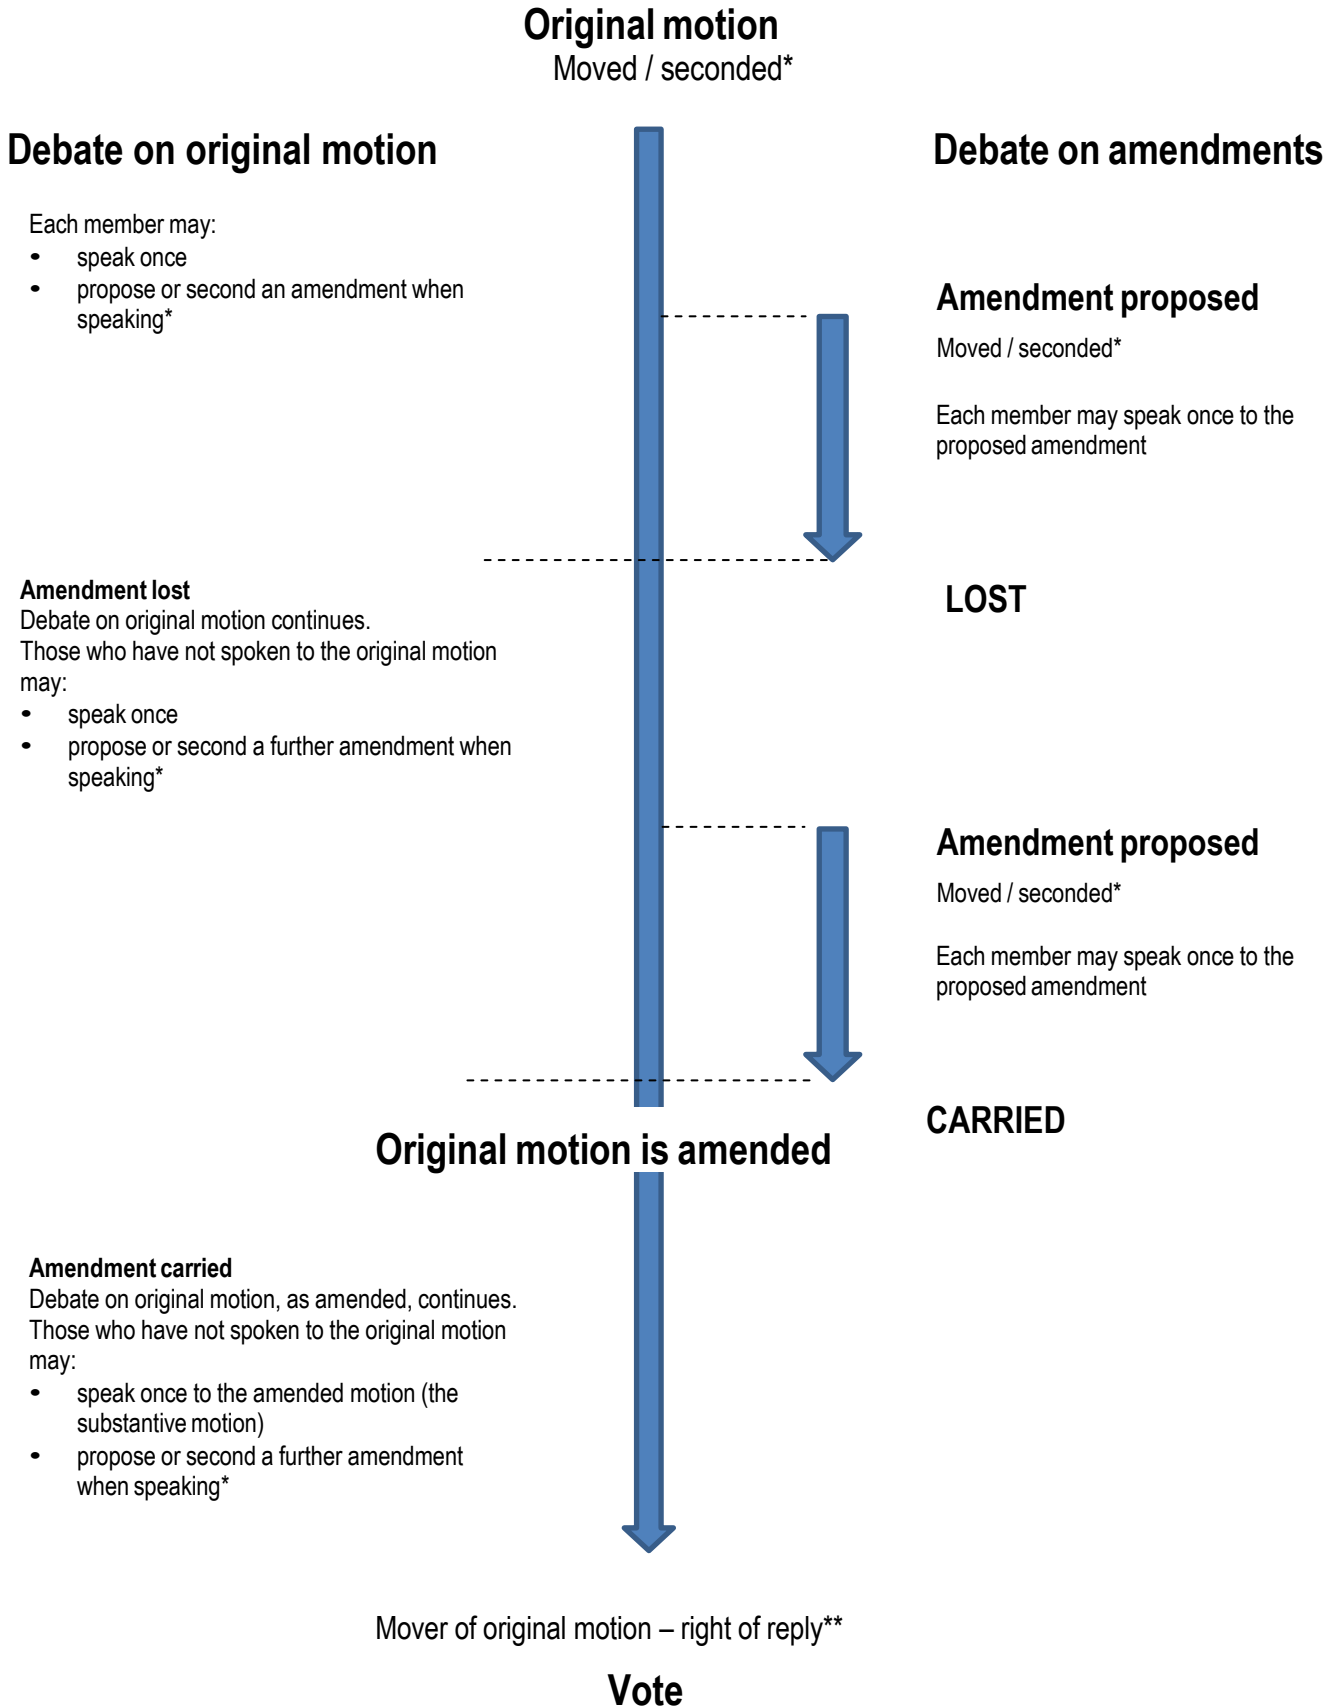 Original motion
Moved / seconded*
Debate on original motion
Debate on amendments
Each member may:
• speak once
• propose or second an amendment when
speaking*
Amendment proposed
Moved / seconded*
Each member may speak once to the
proposed amendment
LOST
Amendment lost
Debate on original motion continues.
Those who have not spoken to the original motion
may:
• speak once
• propose or second a further amendment when
speaking*
Amendment proposed
Moved / seconded*
Each member may speak once to the
proposed amendment
CARRIED
Original motion is amended
Amendment carried
Debate on original motion, as amended, continues.
Those who have not spoken to the original motion
may:
• speak once to the amended motion (the
substantive motion)
• propose or second a further amendment
when speaking*
Mover of original motion – right of reply**
Vote